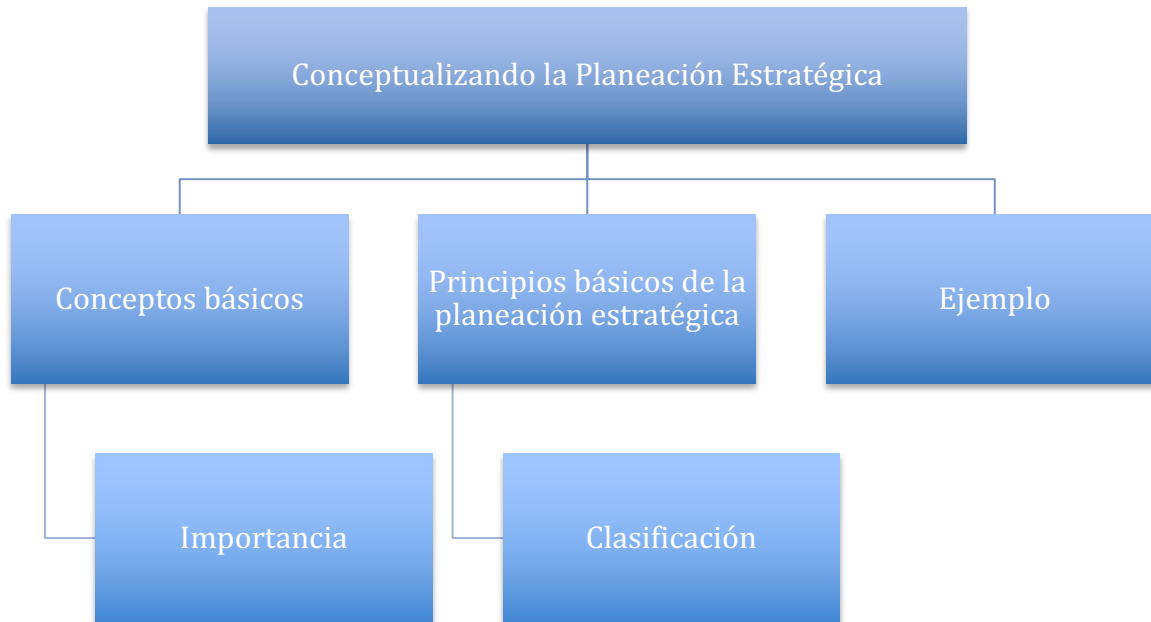 Conceptualizando la Planeación Estratégica
Conceptos básicos
Principios básicos de la
planeación estratégica
Ejemplo
Importancia
Clasificación